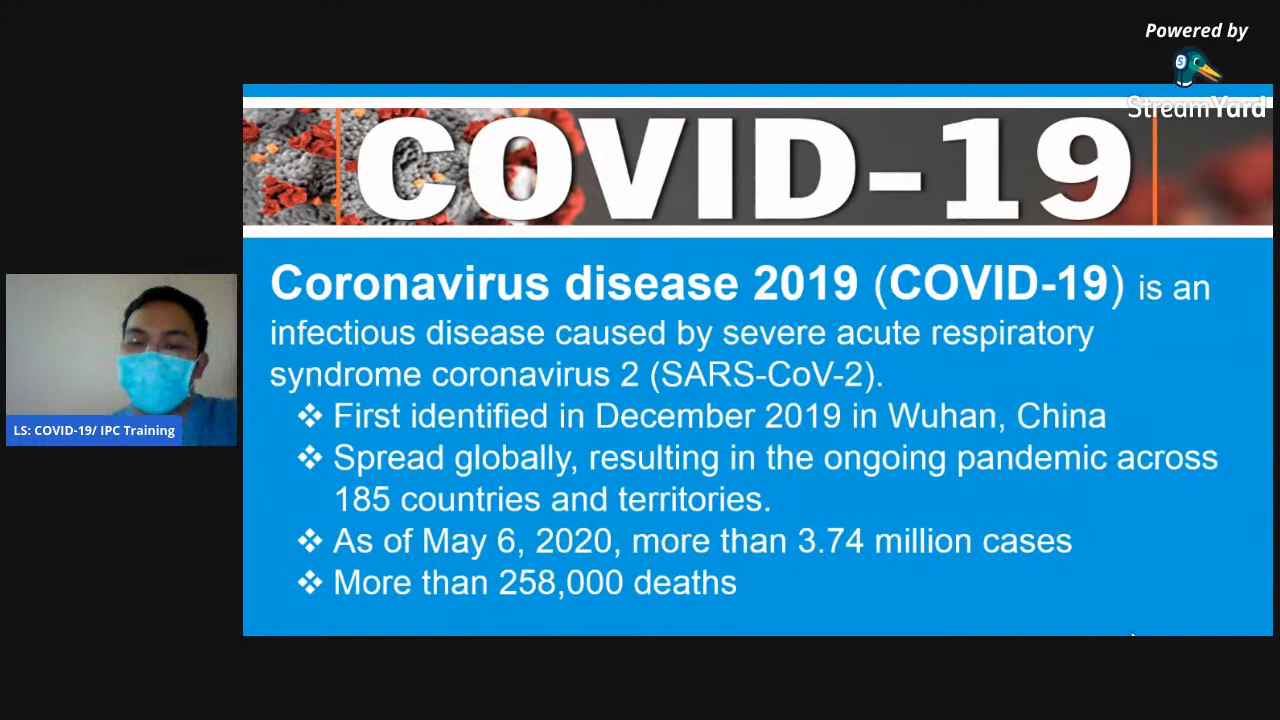 Powered by
StreamYard
COVID-19
Coronavirus disease 2019 (COVID-19) is an
infectious disease caused by severe acute respiratory
syndrome coronavirus 2 (SARS-CoV-2).
❖ First identified in December 2019 in Wuhan, China
❖ Spread globally, resulting in the ongoing pandemic across
185 countries and territories.
❖ As of May 6, 2020, more than 3.74 million cases
❖ More than 258,000 deaths
LS: COVID-19/ IPC Training